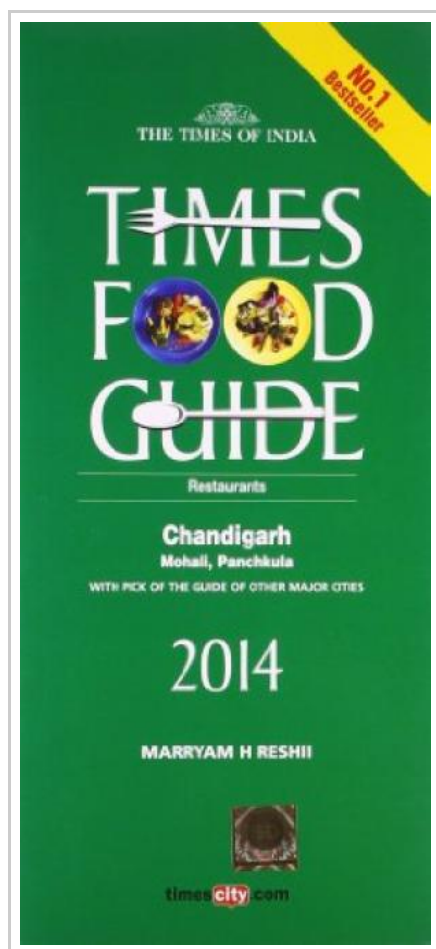 No.1
Bestseller
THE TIMES OF INDIA
TIMES
FOOD
GUIDE
Restaurants
Chandigarh
Mohali, Panchkula
WITH PICK OF THE GUIDE OF OTHER MAJOR CITIES
2014
MARRYAM H RESHII
timescity.com